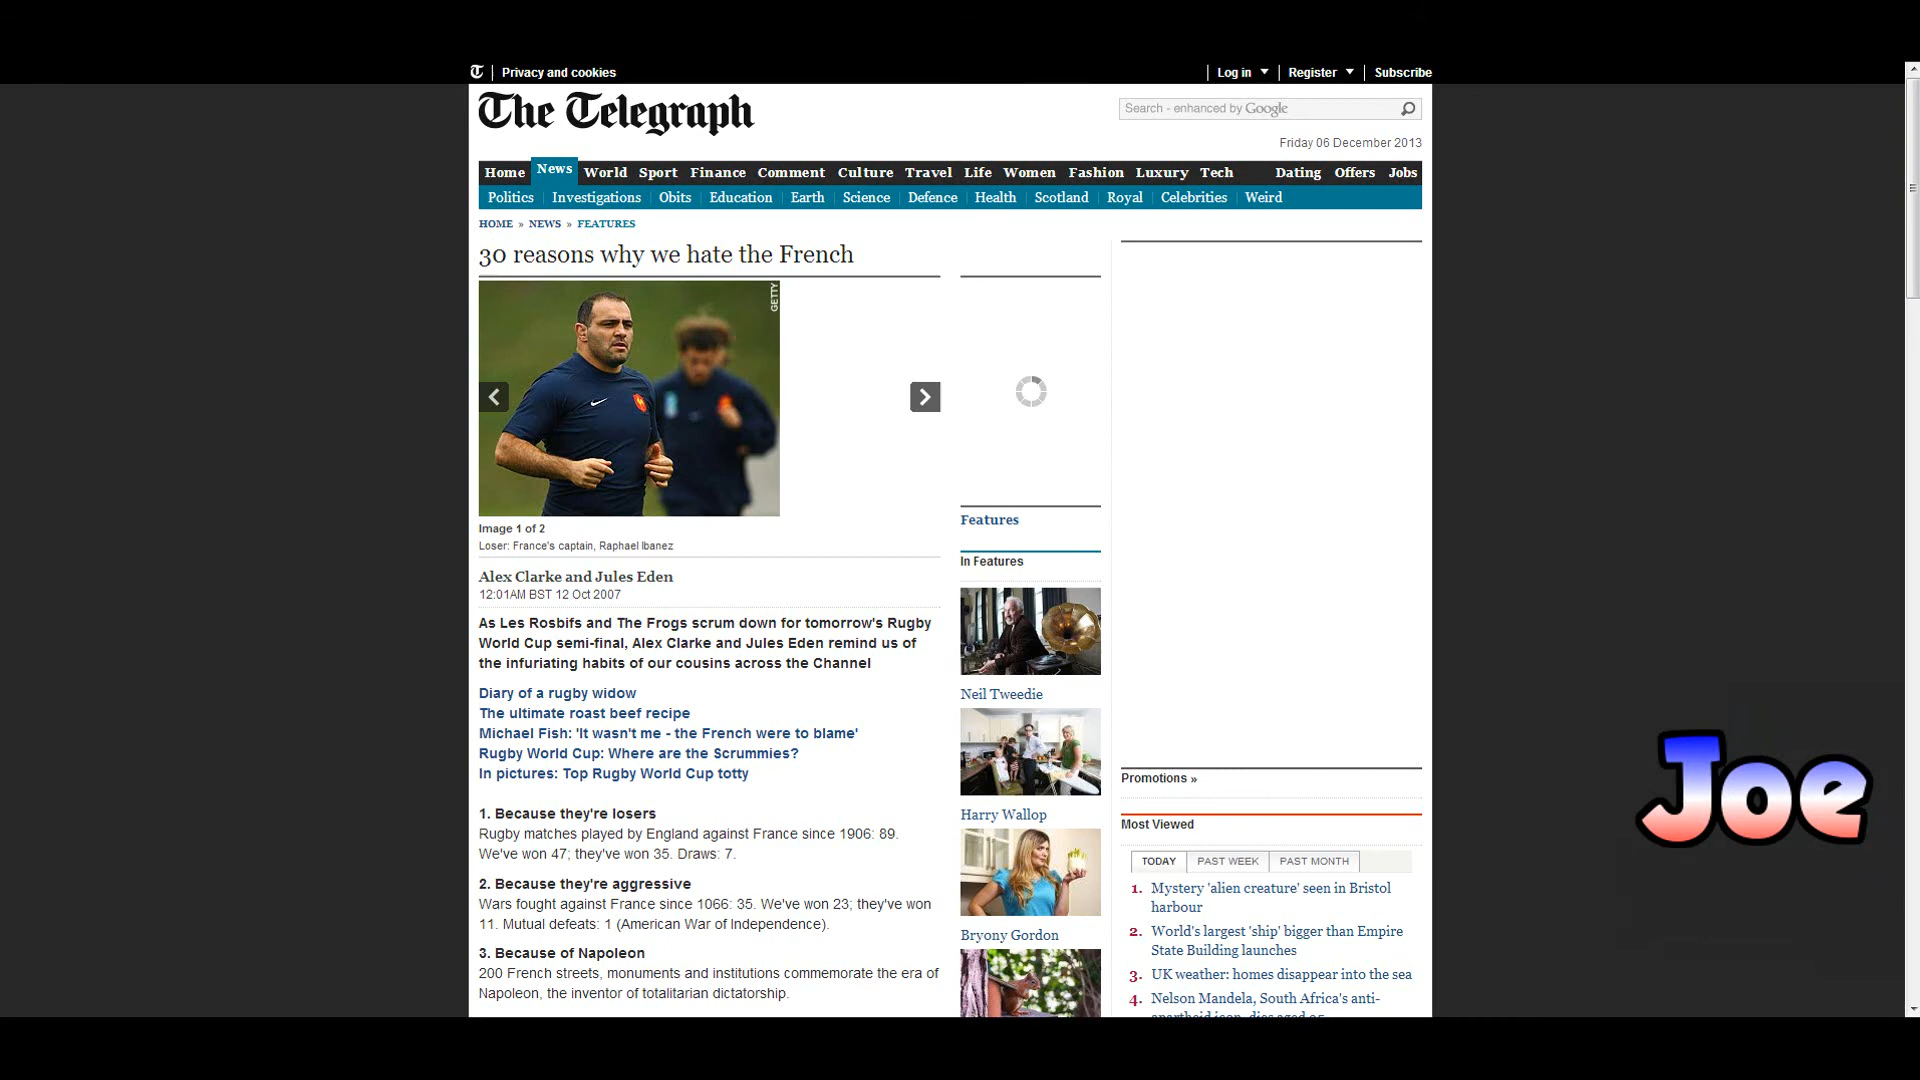 Privacy and cookies
Log in
Register
Subscribe
The Telegraph
Search - enhanced by Google
Friday 06 December 2013
Home News World Sport Finance Comment Culture Travel Life Women Fashion Luxury Tech Dating Offers Jobs
Politics Investigations Obits Education Earth Science Defence Health Scotland Royal Celebrities Weird
HOME » NEWS » FEATURES
30 reasons why we hate the French
GETTY
Image 1 of 2
Loser: France's captain, Raphael Ibanez
Alex Clarke and Jules Eden
12:01AM BST 12 Oct 2007
As Les Rosbifs and The Frogs scrum down for tomorrow's Rugby
World Cup semi-final, Alex Clarke and Jules Eden remind us of
the infuriating habits of our cousins across the Channel
Diary of a rugby widow
The ultimate roast beef recipe
Michael Fish: 'It wasn't me - the French were to blame'
Rugby World Cup: Where are the Scrummies?
In pictures: Top Rugby World Cup totty
1. Because they're losers
Rugby matches played by England against France since 1906: 89.
We've won 47; they've won 35. Draws: 7.
2. Because they're aggressive
Wars fought against France since 1066: 35. We've won 23; they've won
11. Mutual defeats: 1 (American War of Independence).
3. Because of Napoleon
200 French streets, monuments and institutions commemorate the era of
Napoleon, the inventor of totalitarian dictatorship.
Features
In Features
Neil Tweedie
Harry Wallop
Bryony Gordon
Promotions »
Most Viewed
TODAY PAST WEEK PAST MONTH
1. Mystery 'alien creature' seen in Bristol
harbour
2. World's largest 'ship' bigger than Empire
State Building launches
3. UK weather: homes disappear into the sea
4. Nelson Mandela, South Africa's anti-
apartheid icon, dies aged 95
Joe